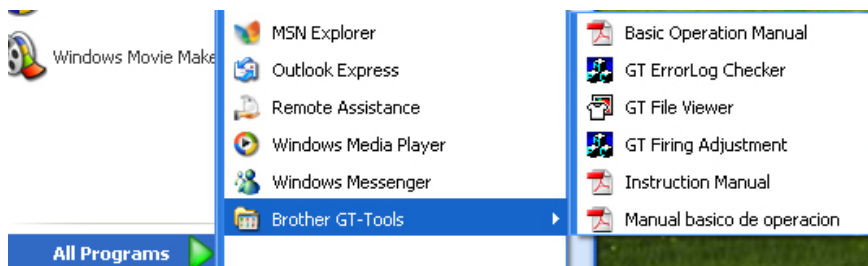 Windows Movie Make
All Programs
MSN Explorer
Outlook Express
Remote Assistance
Windows Media Player
Windows Messenger
Brother GT-Tools
Basic Operation Manual
GT ErrorLog Checker
GT File Viewer
GT Firing Adjustment
Instruction Manual
Manual basico de operacion